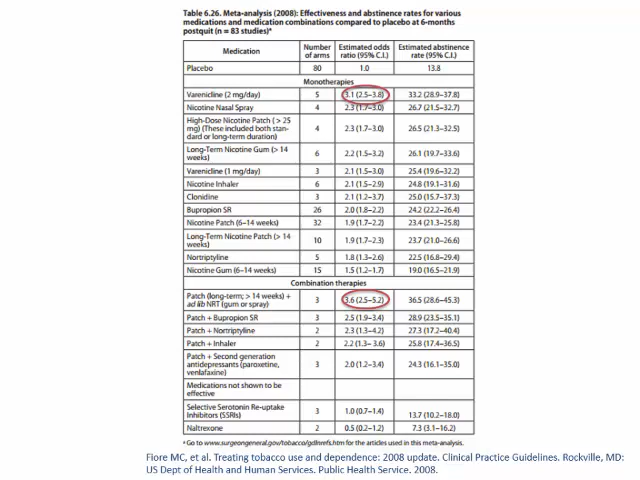 Table 6.26. Meta-analysis (2008): Effectiveness and abstinence rates for various
medications and medication combinations compared to placebo at 6-months
postquit (n = 83 studies)ᵃ
Medication Number of arms Estimated odds ratio (95% C.I.) Estimated abstinence rate (95% C.I.)
Placebo 80 1.0 13.8
Monotherapies
Varenicline (2 mg/day) 5 3.1 (2.5–3.8) 33.2 (28.9–37.8)
Nicotine Nasal Spray 4 2.3 (1.7–3.0) 26.7 (21.5–32.7)
High-Dose Nicotine Patch ( > 25
mg) (These included both stan-
dard or long-term duration) 4 2.3 (1.7–3.0) 26.5 (21.3–32.5)
Long-Term Nicotine Gum (> 14
weeks) 6 2.2 (1.5–3.2) 26.1 (19.7–33.6)
Varenicline (1 mg/day) 3 2.1 (1.5–3.0) 25.4 (19.6–32.2)
Nicotine Inhaler 6 2.1 (1.5–2.9) 24.8 (19.1–31.6)
Clonidine 3 2.1 (1.2–3.7) 25.0 (15.7–37.3)
Bupropion SR 26 2.0 (1.8–2.2) 24.2 (22.2–26.4)
Nicotine Patch (6–14 weeks) 32 1.9 (1.7–2.2) 23.4 (21.3–25.8)
Long-Term Nicotine Patch (> 14
weeks) 10 1.9 (1.7–2.3) 23.7 (21.0–26.6)
Nortriptyline 5 1.8 (1.3–2.6) 22.5 (16.8–29.4)
Nicotine Gum (6–14 weeks) 15 1.5 (1.2–1.7) 19.0 (16.5–21.9)
Combination therapies
Patch (long-term; > 14 weeks) +
ad lib NRT (gum or spray) 3 3.6 (2.5–5.2) 36.5 (28.6–45.3)
Patch + Bupropion SR 3 2.5 (1.9–3.4) 28.9 (23.5–35.1)
Patch + Nortriptyline 2 2.3 (1.3–4.2) 27.3 (17.2–40.4)
Patch + Inhaler 2 2.2 (1.3– 3.6) 25.8 (17.4–36.5)
Patch + Second generation
antidepressants (paroxetine,
venlafaxine) 3 2.0 (1.2–3.4) 24.3 (16.1–35.0)
Medications not shown to be
effective
Selective Serotonin Re-uptake
Inhibitors (SSRIs) 3 1.0 (0.7–1.4) 13.7 (10.2–18.0)
Naltrexone 2 0.5 (0.2–1.2) 7.3 (3.1–16.2)
ᵃ Go to www.surgeongeneral.gov/tobacco/gdlnrefs.htm for the articles used in this meta-analysis.
Fiore MC, et al. Treating tobacco use and dependence: 2008 update. Clinical Practice Guidelines. Rockville, MD:
US Dept of Health and Human Services. Public Health Service. 2008.